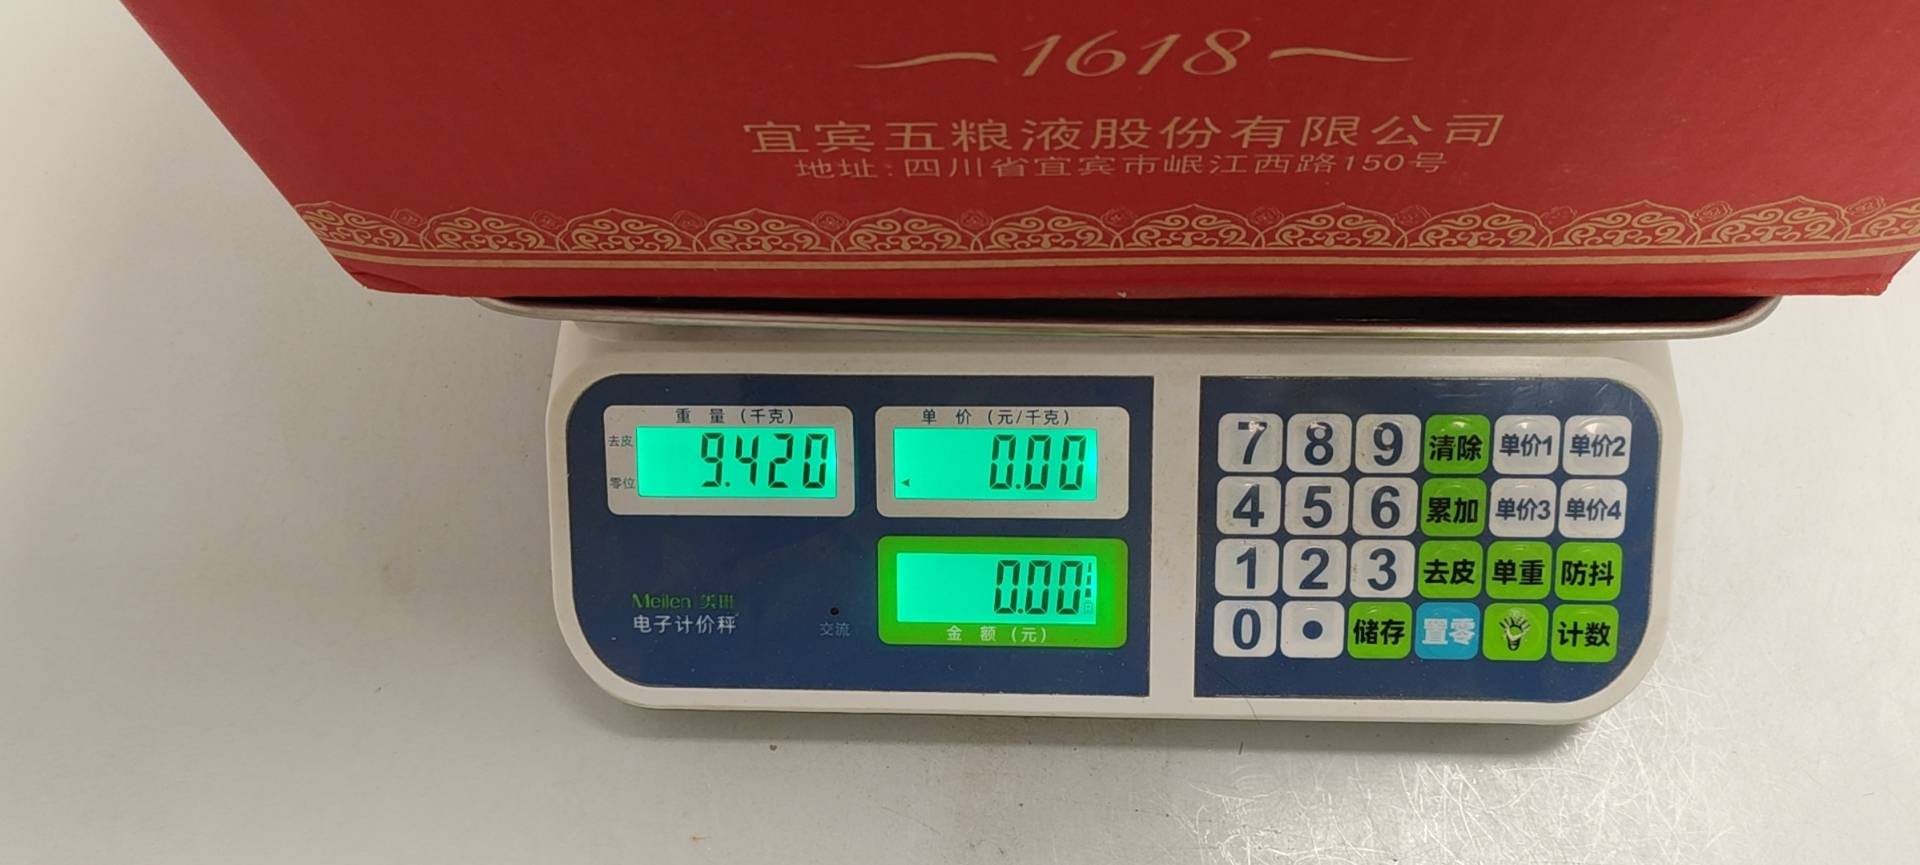 1618
宜宾五粮液股份有限公司
地址:四川省宜宾市岷江西路150号
重 量 (千克)
去皮
零位
9.420
单 价 (元/千克)
0.00
0.00
金 额 (元)
Meilen 美琳
电子计价秤
交流
7 8 9 清除 单价1 单价2
4 5 6 累加 单价3 单价4
1 2 3 去皮 单重 防抖
0 • 储存 置零 计数